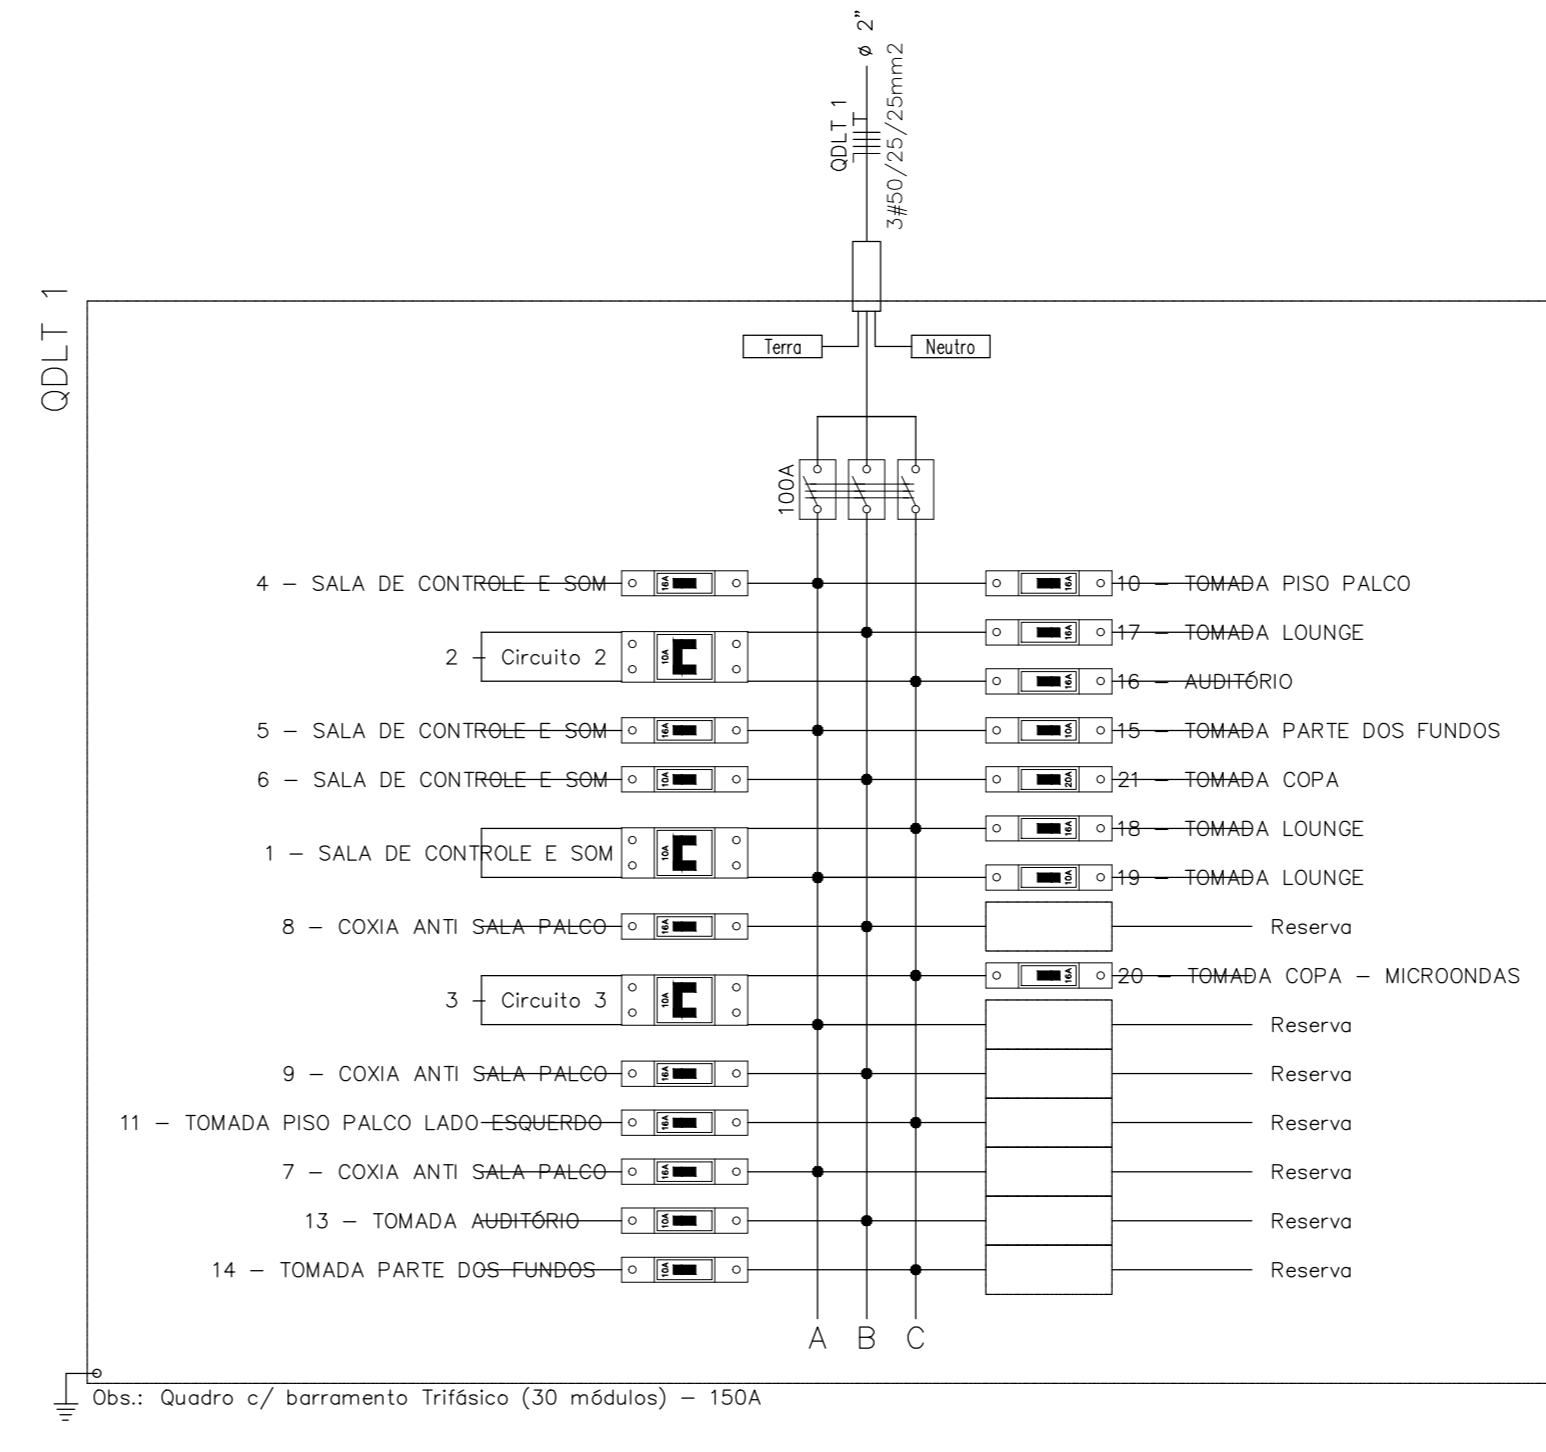 ø 2"
QDLT 1
3#50/25/25mm2
QDLT 1
Terra
Neutro
100A
4 - SALA DE CONTROLE E SOM
16A
16A
10 - TOMADA PISO PALCO
16A
17 - TOMADA LOUNGE
2 - Circuito 2
10A
16A
16 - AUDITÓRIO
5 - SALA DE CONTROLE E SOM
16A
10A
15 - TOMADA PARTE DOS FUNDOS
6 - SALA DE CONTROLE E SOM
10A
20A
21 - TOMADA COPA
16A
18 - TOMADA LOUNGE
1 - SALA DE CONTROLE E SOM
10A
10A
19 - TOMADA LOUNGE
8 - COXIA ANTI SALA PALCO
16A
Reserva
16A
20 - TOMADA COPA - MICROONDAS
3 - Circuito 3
10A
Reserva
9 - COXIA ANTI SALA PALCO
16A
Reserva
11 - TOMADA PISO PALCO LADO ESQUERDO
16A
Reserva
7 - COXIA ANTI SALA PALCO
16A
Reserva
13 - TOMADA AUDITÓRIO
10A
Reserva
14 - TOMADA PARTE DOS FUNDOS
10A
Reserva
A B C
Obs.: Quadro c/ barramento Trifásico (30 módulos) - 150A